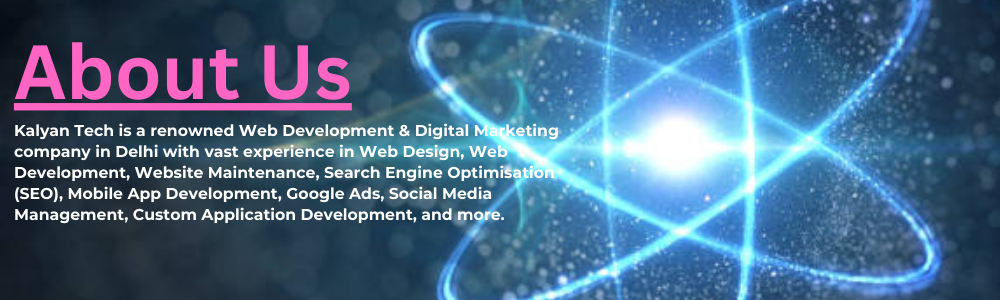 About Us
Kalyan Tech is a renowned Web Development & Digital Marketing
company in Delhi with vast experience in Web Design, Web
Development, Website Maintenance, Search Engine Optimisation
(SEO), Mobile App Development, Google Ads, Social Media
Management, Custom Application Development, and more.